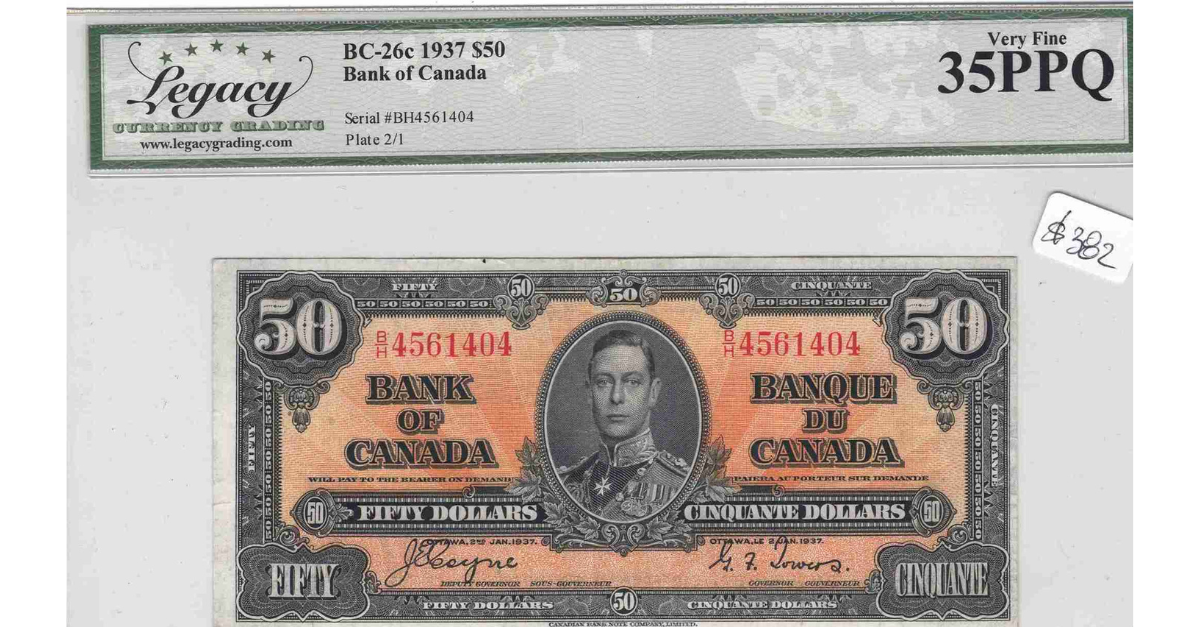 Legacy
CURRENCY GRADING
www.legacygrading.com
BC-26c 1937 $50
Bank of Canada
Serial #BH4561404
Plate 2/1
Very Fine
35PPQ
$382
FIFTY 50 50 CINQUANTE
50 50 50 50 50 50 50 50 50 50 50 50 50
50 50
B/H 4561404 B/H 4561404
BANK BANQUE
OF DU
CANADA CANADA
FIFTY CINQUANTE
WILL PAY TO THE BEARER ON DEMAND PAIERA AU PORTEUR SUR DEMANDE
50 FIFTY DOLLARS CINQUANTE DOLLARS 50
OTTAWA, 2ND JAN. 1937. OTTAWA, LE 2 JAN. 1937.
J.E. Coyne G. F. Towers.
DEPUTY GOVERNOR SOUS-GOUVERNEUR GOVERNOR GOUVERNEUR
FIFTY CINQUANTE
FIFTY DOLLARS 50 CINQUANTE DOLLARS
CANADIAN BANK NOTE COMPANY, LIMITED.